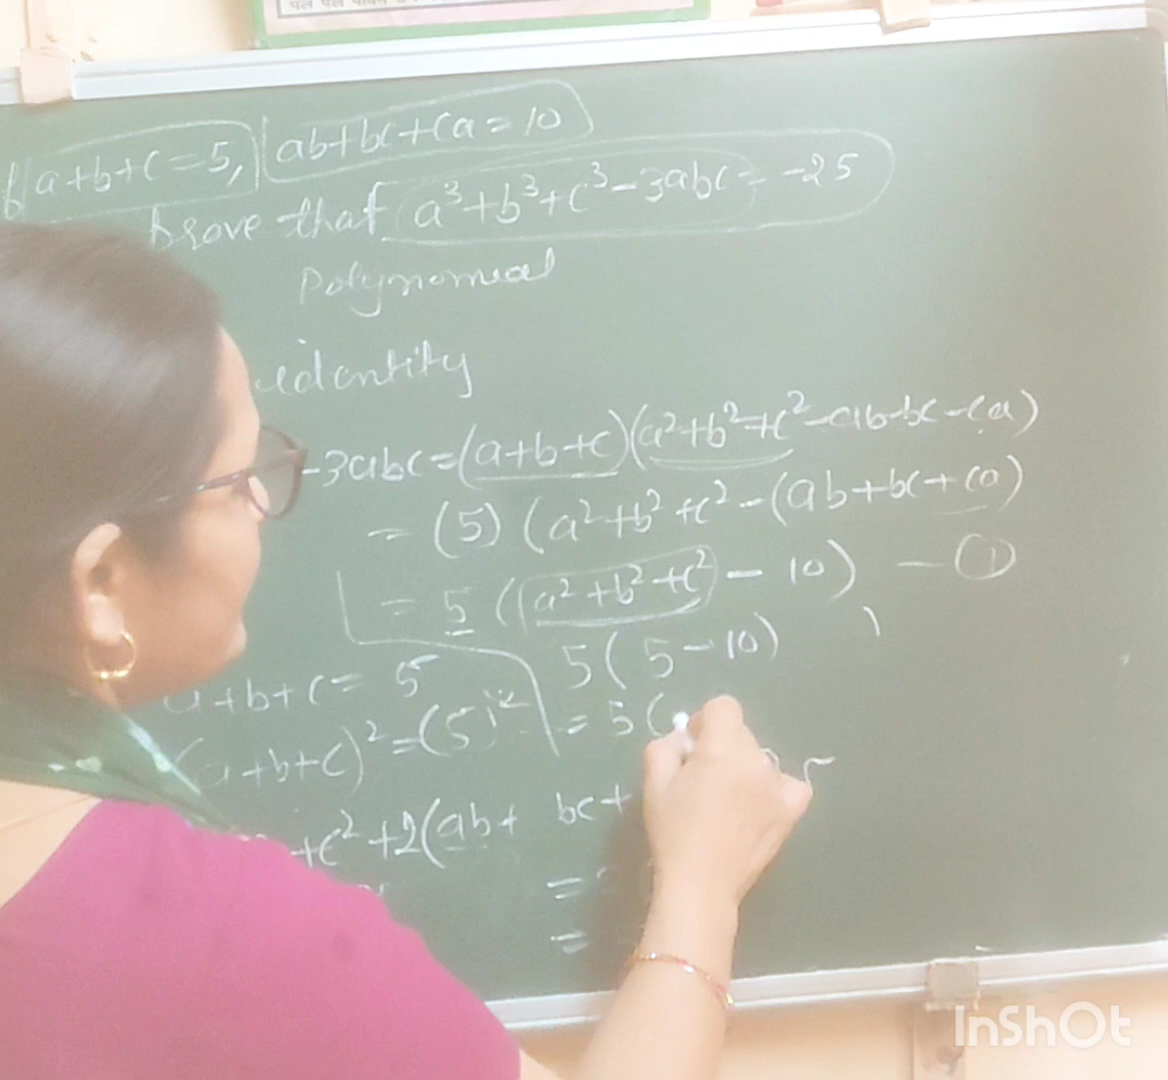 If a+b+c=5, ab+bc+ca=10
prove that a³+b³+c³-3abc=-25
polynomial
identity
-3abc=(a+b+c)(a²+b²+c²-ab-bc-ca)
= (5) (a²+b²+c²-(ab+bc+ca)
= 5 (a²+b²+c² - 10) - ①
5(5-10)
a+b+c= 5
= 5(
(a+b+c)²=(5)²
+c²+2(ab+ bc+
=
=
InShOt